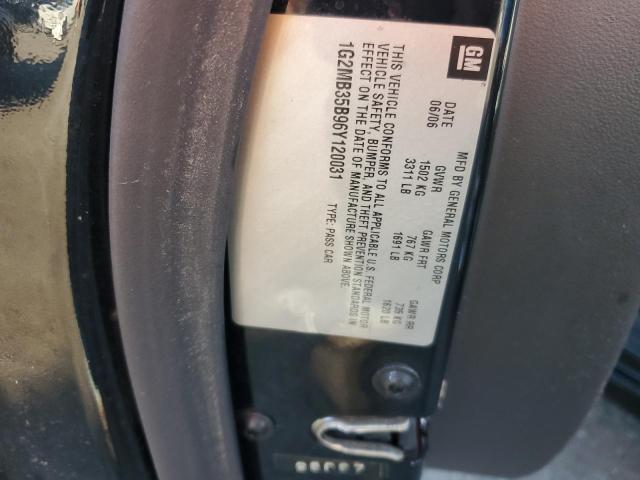 GM
MFD BY GENERAL MOTORS CORP
DATE GVWR GAWR FRT GAWR RR
06/06 1502 KG 767 KG 735 KG
3311 LB 1691 LB 1620 LB
THIS VEHICLE CONFORMS TO ALL APPLICABLE U.S. FEDERAL MOTOR
VEHICLE SAFETY, BUMPER, AND THEFT PREVENTION STANDARDS IN
EFFECT ON THE DATE OF MANUFACTURE SHOWN ABOVE.
1G2MB35B96Y120031 TYPE: PASS CAR